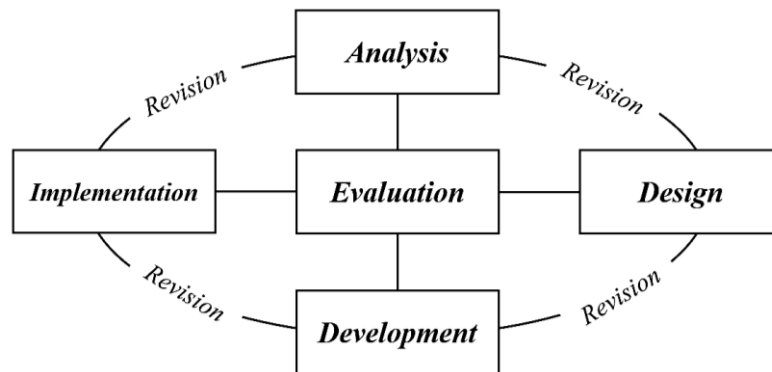 Analysis
Revision
Revision
Implementation
Evaluation
Design
Revision
Revision
Development